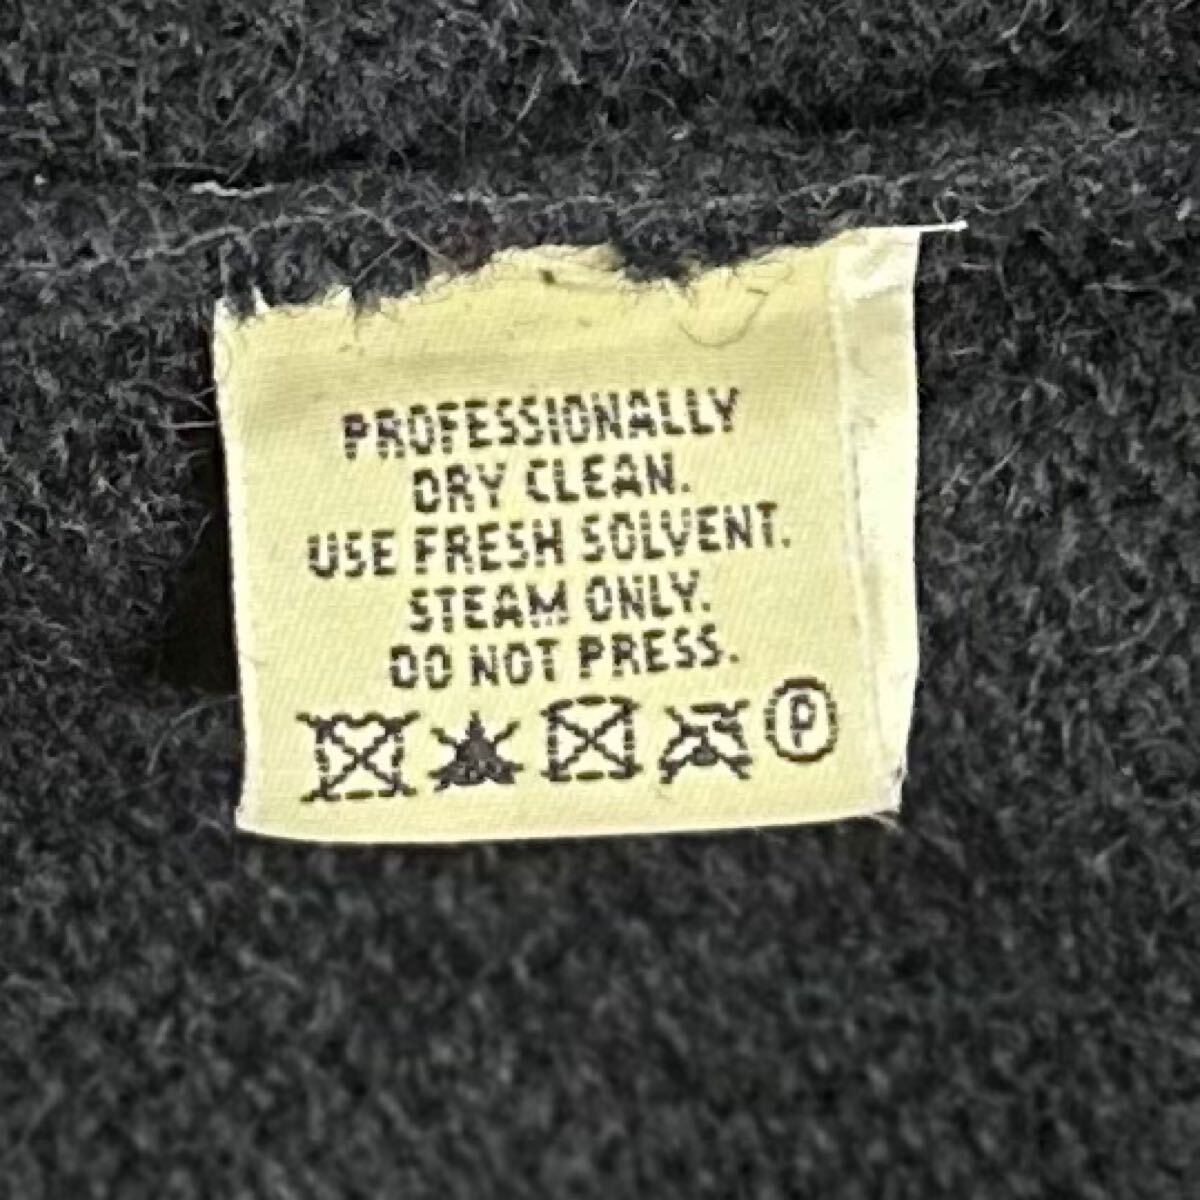 PROFESSIONALLY
DRY CLEAN.
USE FRESH SOLVENT.
STEAM ONLY.
DO NOT PRESS.
P